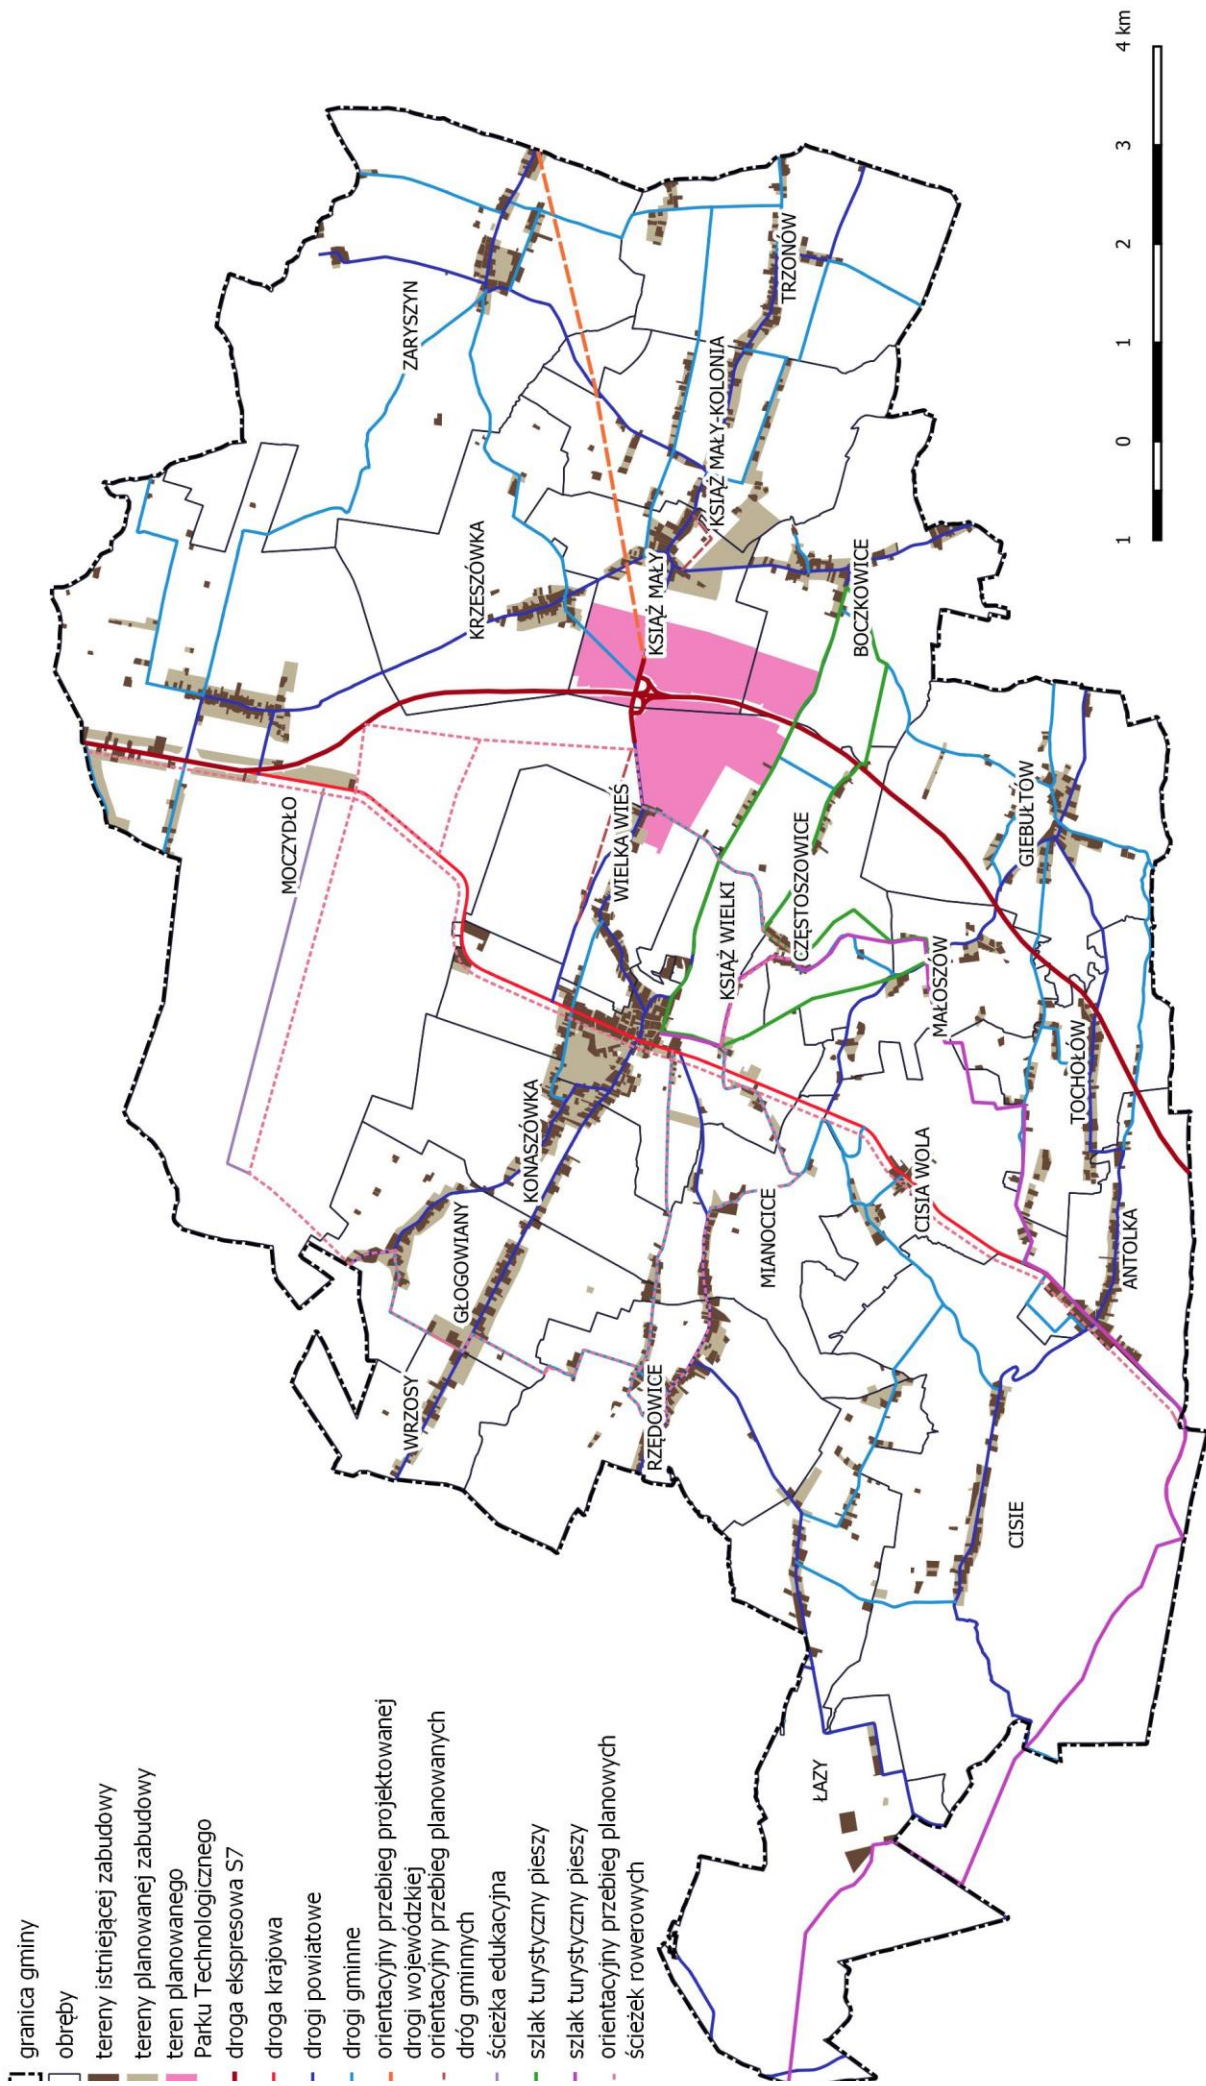 granica gminy
obręby
tereny istniejącej zabudowy
tereny planowanej zabudowy
teren planowanego
Parku Technologicznego
droga ekspresowa S7
droga krajowa
drogi powiatowe
drogi gminne
orientacyjny przebieg projektowanej
drogi wojewódzkiej
orientacyjny przebieg planowanych
dróg gminnych
ścieżka edukacyjna
szlak turystyczny pieszy
szlak turystyczny pieszy
orientacyjny przebieg planowych
ścieżek rowerowych
WRZOSY
GŁOGOWIANY
KONASZÓWKA
MOCZYDŁO
KRZESZÓWKA
ZARYSZYN
RZĘDOWICE
WIELKA WIEŚ
KSIĄŻ MAŁY
KSIĄŻ MAŁY-KOLONIA
TRZONÓW
MIANOCICE
KSIĄŻ WIELKI
CZĘSTOSZOWICE
BOCZKOWICE
ŁAZY
CISIA WOLA
MAŁOSZÓW
GIEBUŁTÓW
CISIE
ANTOLKA
TOCHOŁÓW
1 0 1 2 3 4 km